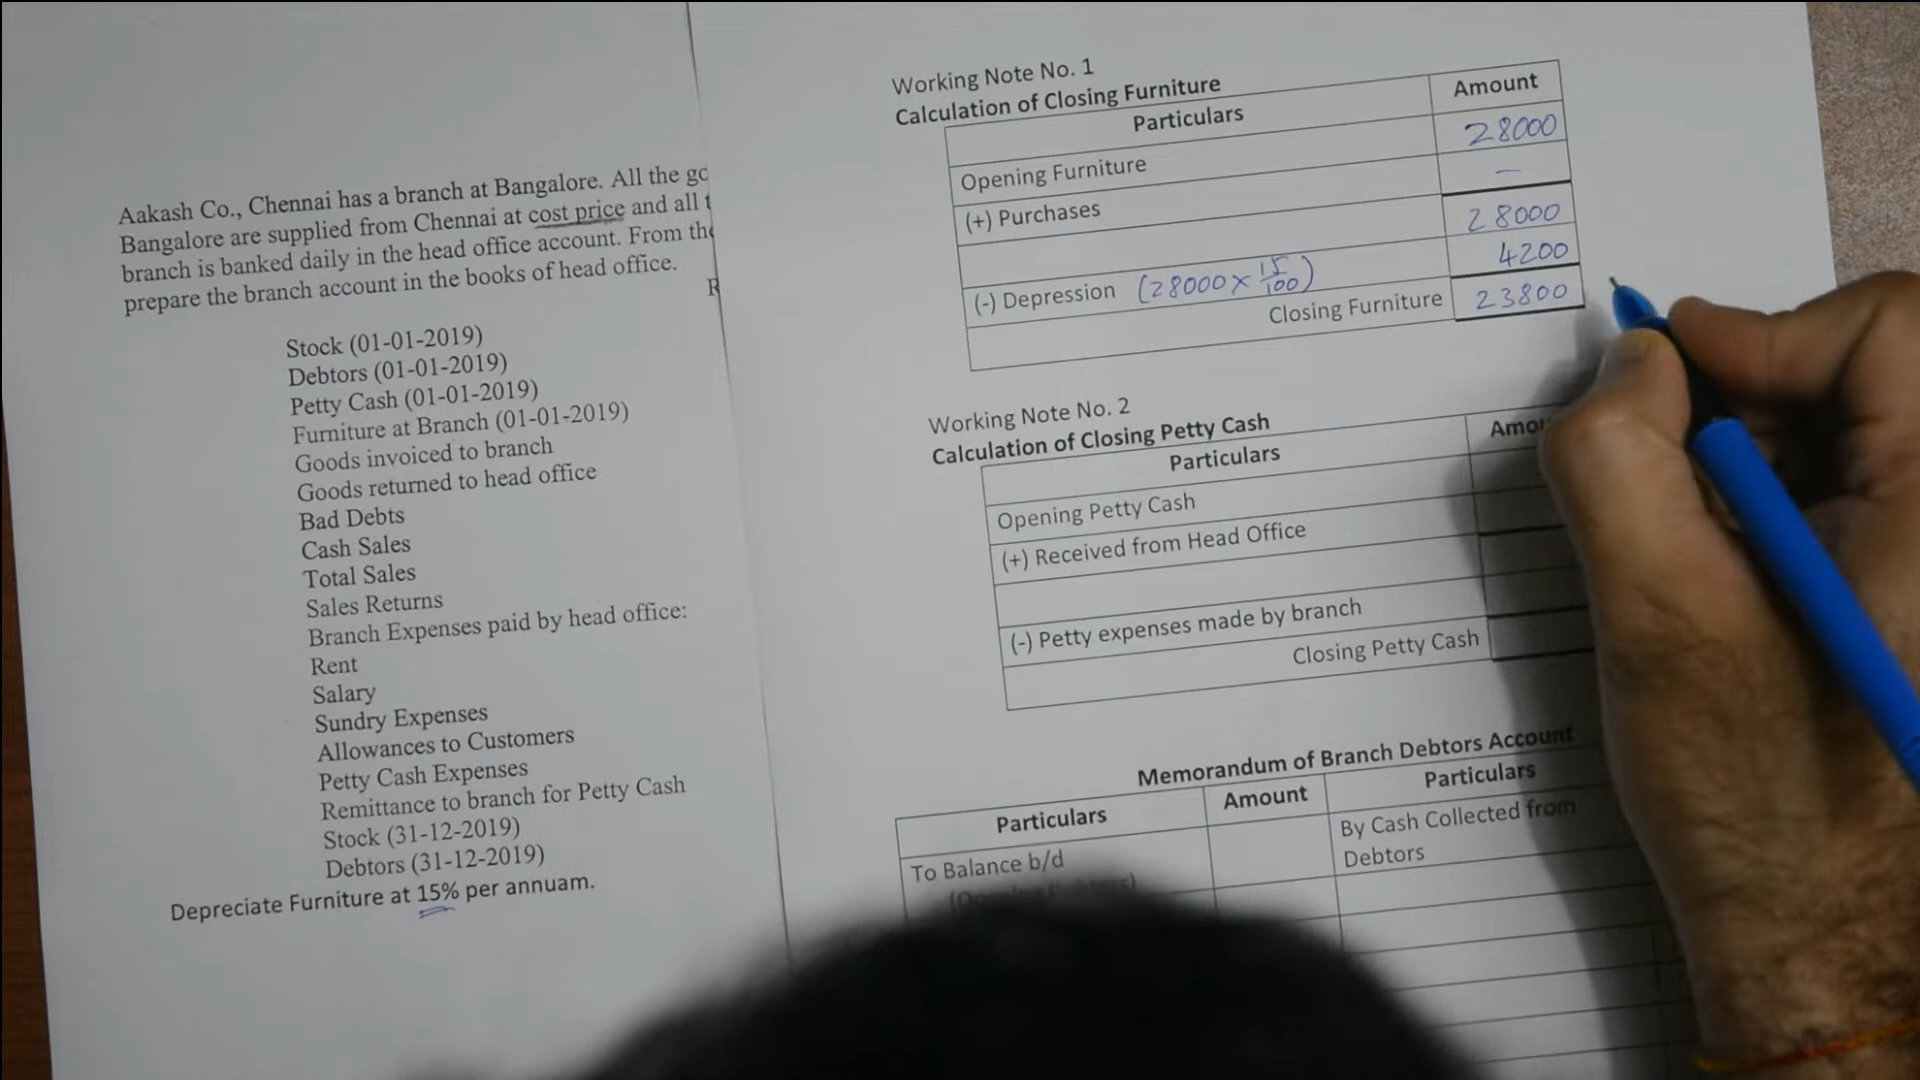 Aakash Co., Chennai has a branch at Bangalore. All the
Bangalore are supplied from Chennai at cost price and all
branch is banked daily in the head office account. From
prepare the branch account in the books of head office.
R
Stock (01-01-2019)
Debtors (01-01-2019)
Petty Cash (01-01-2019)
Furniture at Branch (01-01-2019)
Goods invoiced to branch
Goods returned to head office
Bad Debts
Cash Sales
Total Sales
Sales Returns
Branch Expenses paid by head office:
Rent
Salary
Sundry Expenses
Allowances to Customers
Petty Cash Expenses
Remittance to branch for Petty Cash
Stock (31-12-2019)
Debtors (31-12-2019)
Depreciate Furniture at 15% per annuam.
Working Note No. 1
Calculation of Closing Furniture
Particulars Amount
Opening Furniture 28000
(+) Purchases —
28000
(-) Depression (28000 × 15/100) 4200
Closing Furniture 23800
Working Note No. 2
Calculation of Closing Petty Cash
Particulars
Opening Petty Cash
(+) Received from Head Office
(-) Petty expenses made by branch
Closing Petty Cash
Memorandum of Branch Debtors Account
Particulars Amount Particulars
To Balance b/d By Cash Collected from
Debtors